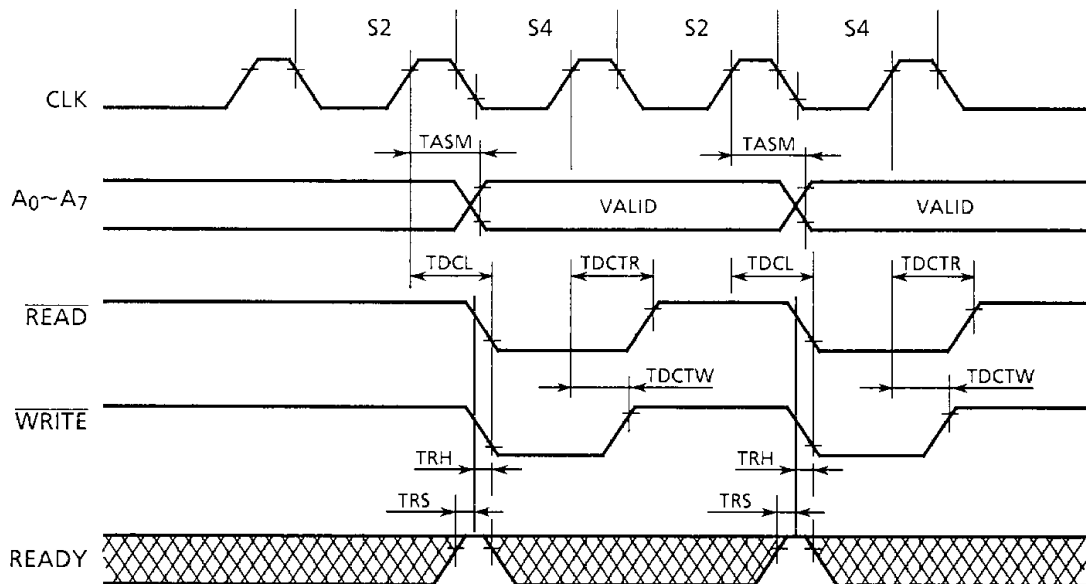 S2 S4 S2 S4
CLK
TASM TASM
A0~A7 VALID VALID
TDCL TDCTR TDCL TDCTR
READ
TDCTW TDCTW
WRITE
TRH TRH
TRS TRS
READY